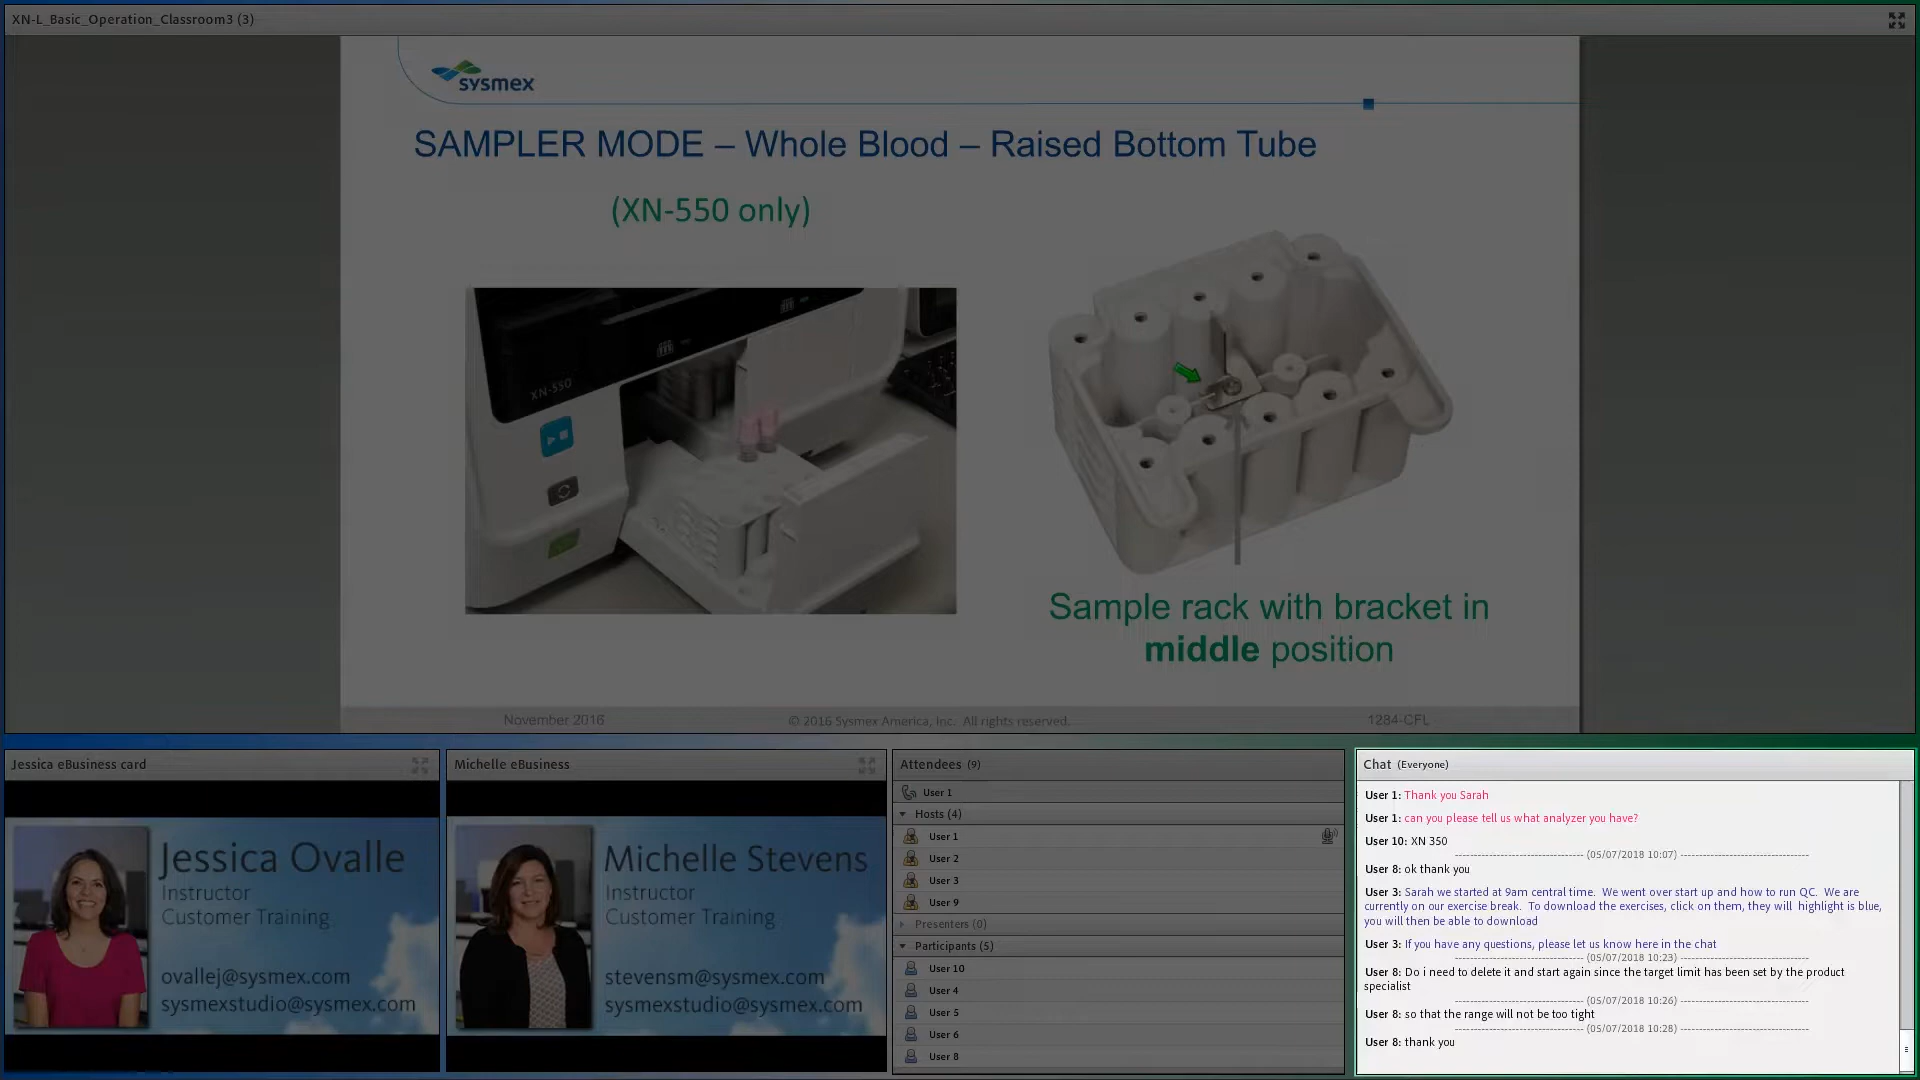 XN-L_Basic_Operation_Classroom3 (3)
sysmex
SAMPLER MODE – Whole Blood – Raised Bottom Tube
(XN-550 only)
XN-550
Sample rack with bracket in
middle position
November 2016
© 2016 Sysmex America, Inc. All rights reserved.
1284-CFL
Jessica eBusiness card
Jessica Ovalle
Instructor
Customer Training
ovallej@sysmex.com
sysmexstudio@sysmex.com
Michelle eBusiness
Michelle Stevens
Instructor
Customer Training
stevensm@sysmex.com
sysmexstudio@sysmex.com
Attendees (9)
User 1
Hosts (4)
User 1
User 2
User 3
User 9
Presenters (0)
Participants (5)
User 10
User 4
User 5
User 6
User 8
Chat (Everyone)
User 1: Thank you Sarah
User 1: can you please tell us what analyzer you have?
User 10: XN 350
-------------------------------- (05/07/2018 10:07) --------------------------------
User 8: ok thank you
User 3: Sarah we started at 9am central time. We went over start up and how to run QC. We are
currently on our exercise break. To download the exercises, click on them, they will highlight is blue,
you will then be able to download
User 3: If you have any questions, please let us know here in the chat
-------------------------------- (05/07/2018 10:23) --------------------------------
User 8: Do i need to delete it and start again since the target limit has been set by the product
specialist
-------------------------------- (05/07/2018 10:26) --------------------------------
User 8: so that the range will not be too tight
-------------------------------- (05/07/2018 10:28) --------------------------------
User 8: thank you